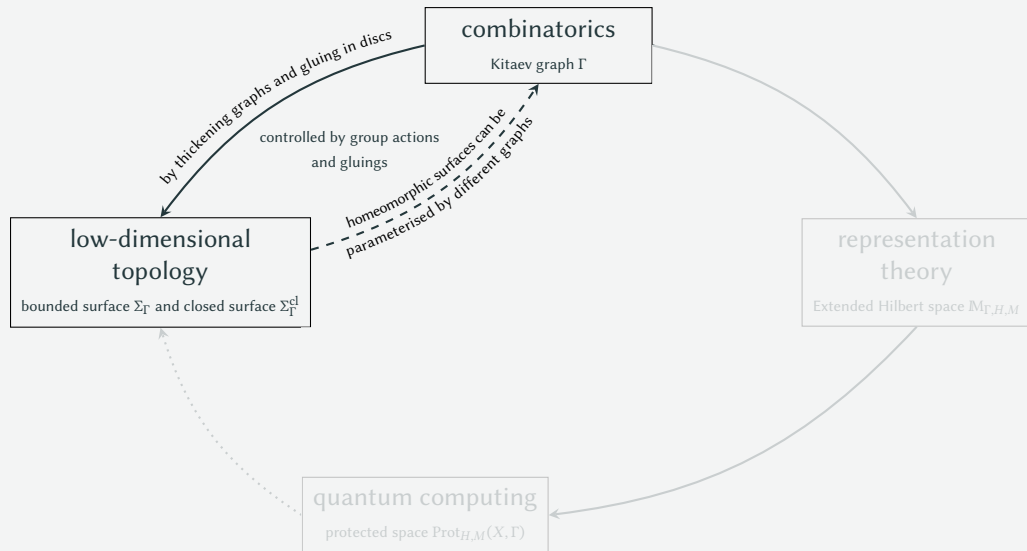 combinatorics
Kitaev graph Γ
by thickening graphs and gluing in discs
controlled by group actions
and gluings
homeomorphic surfaces can be
parameterised by different graphs
low-dimensional
topology
bounded surface Σ_Γ and closed surface Σ_Γ^cl
representation
theory
Extended Hilbert space 𝕄_Γ,H,M
quantum computing
protected space Prot_H,M(X, Γ)